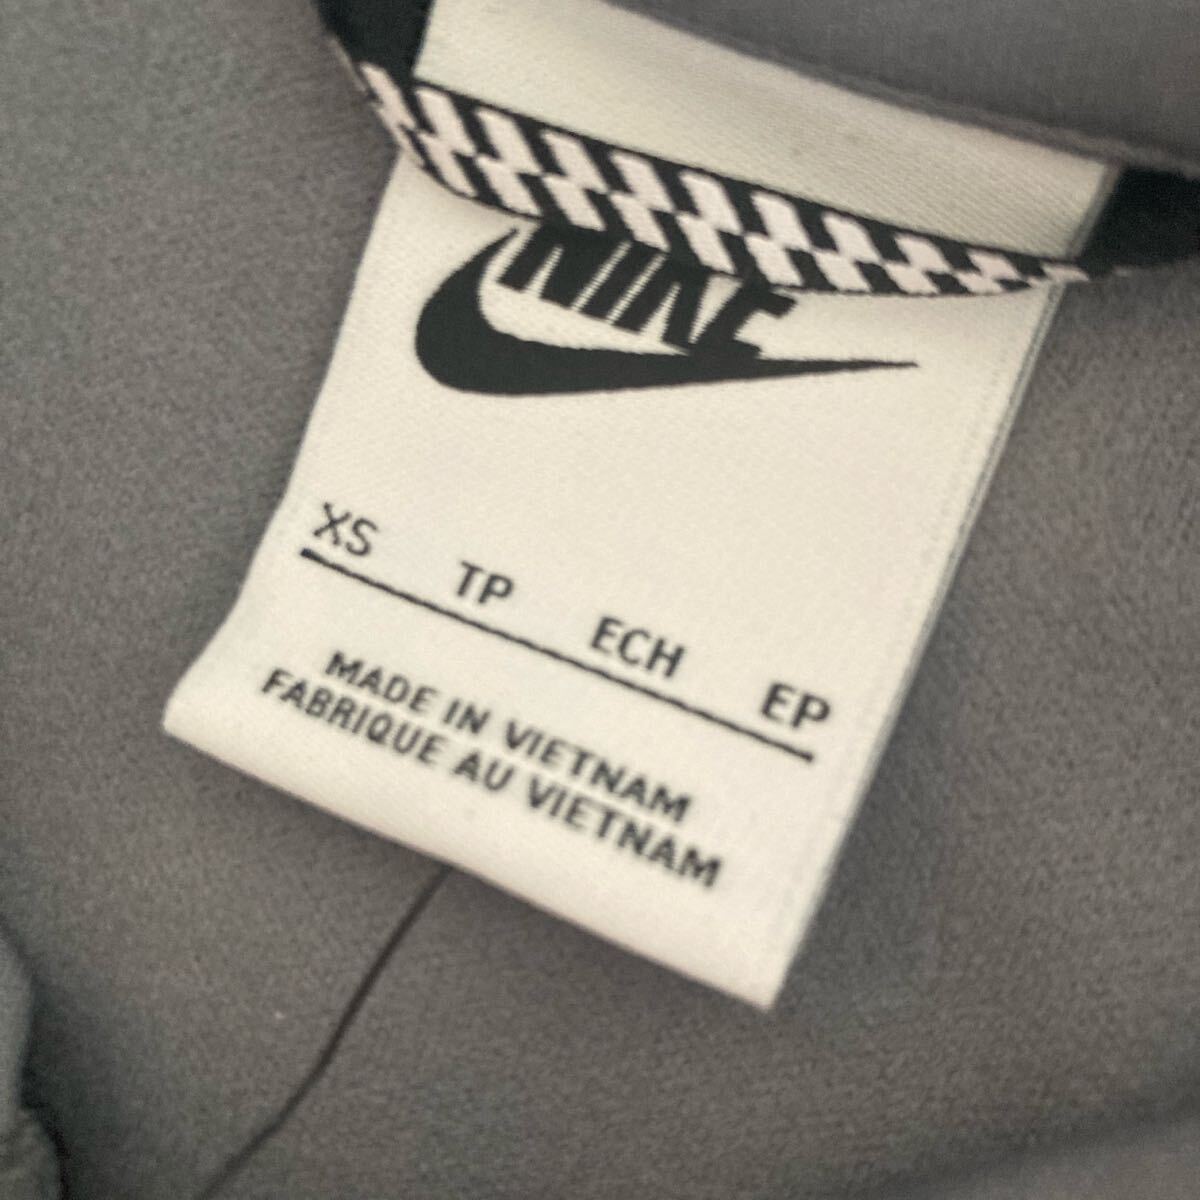 NIKE
XS TP ECH EP
MADE IN VIETNAM
FABRIQUE AU VIETNAM